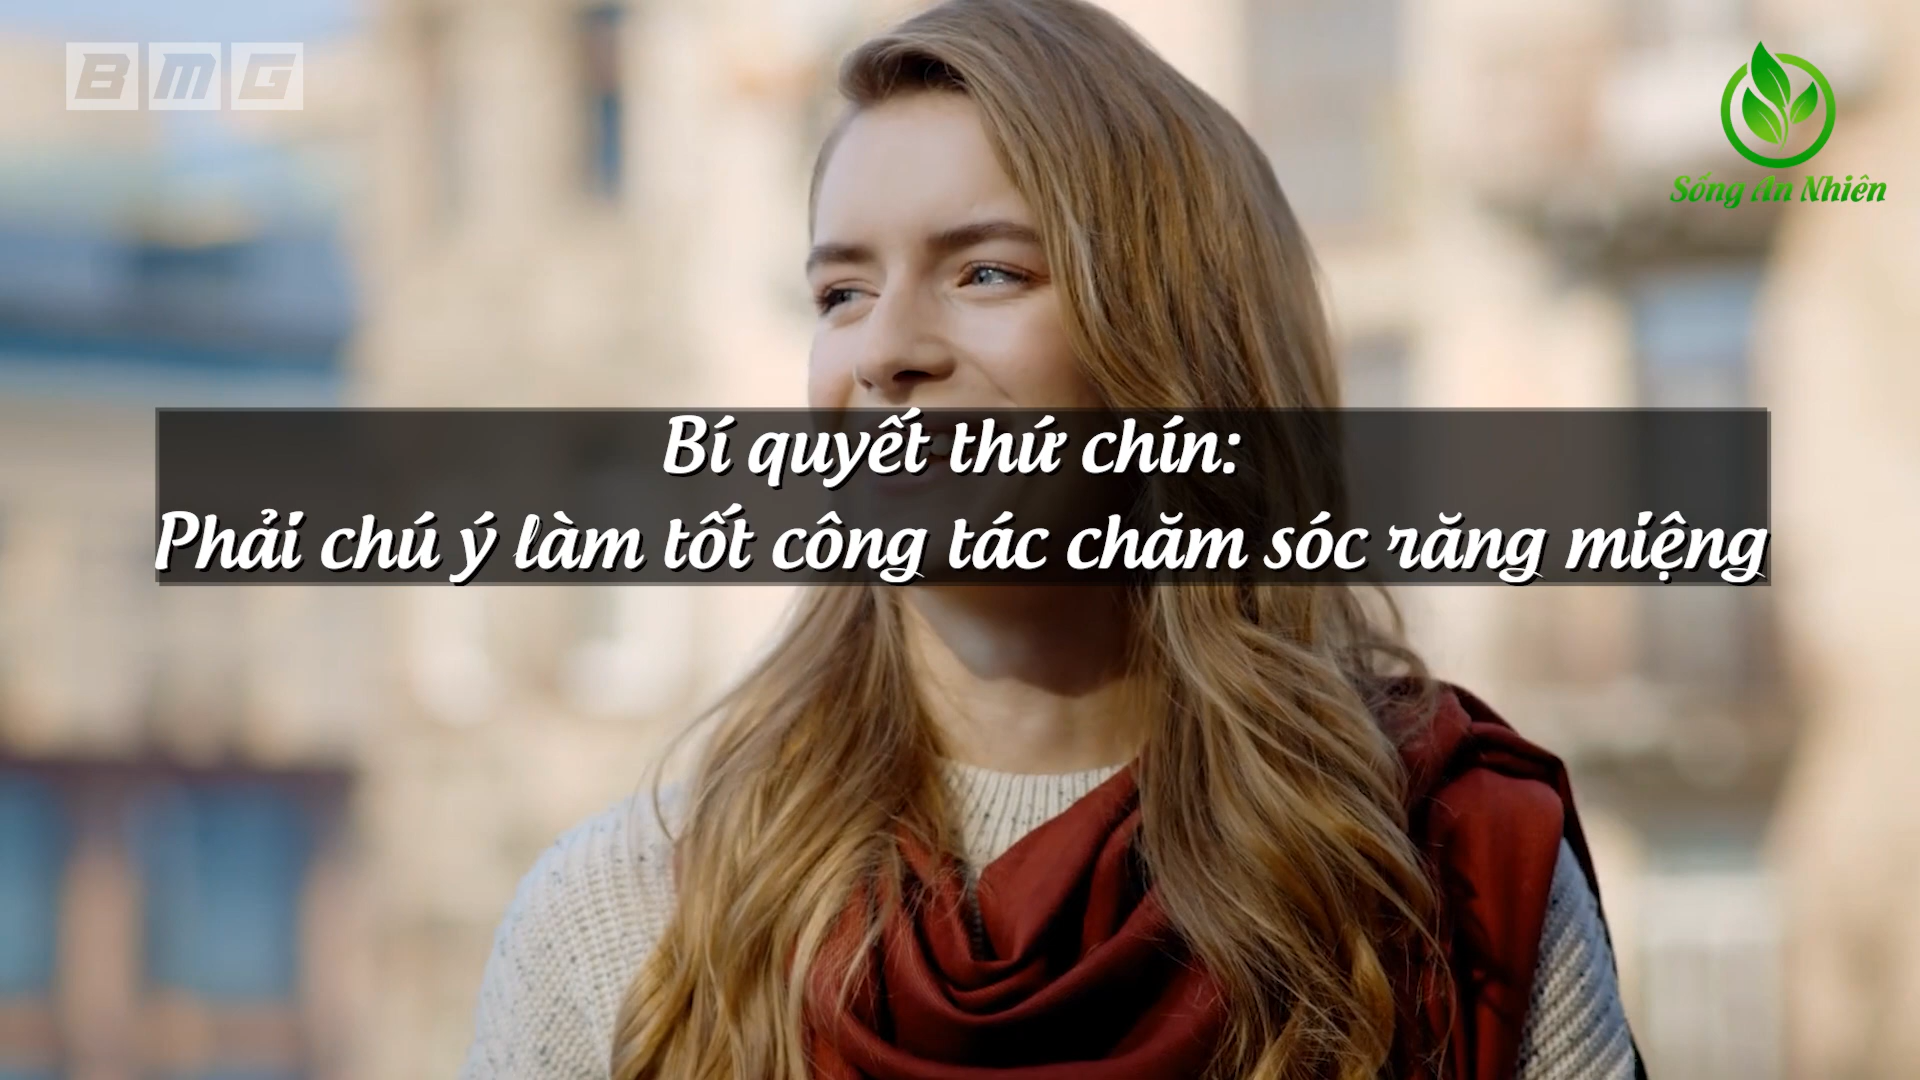 BMG
Sống An Nhiên
Bí quyết thứ chín:
Phải chú ý làm tốt công tác chăm sóc răng miệng